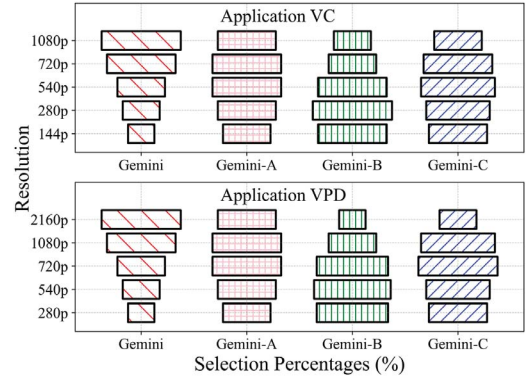 Application VC
1080p
720p
540p
280p
144p
Gemini Gemini-A Gemini-B Gemini-C
Resolution
Application VPD
2160p
1080p
720p
540p
280p
Gemini Gemini-A Gemini-B Gemini-C
Selection Percentages (%)